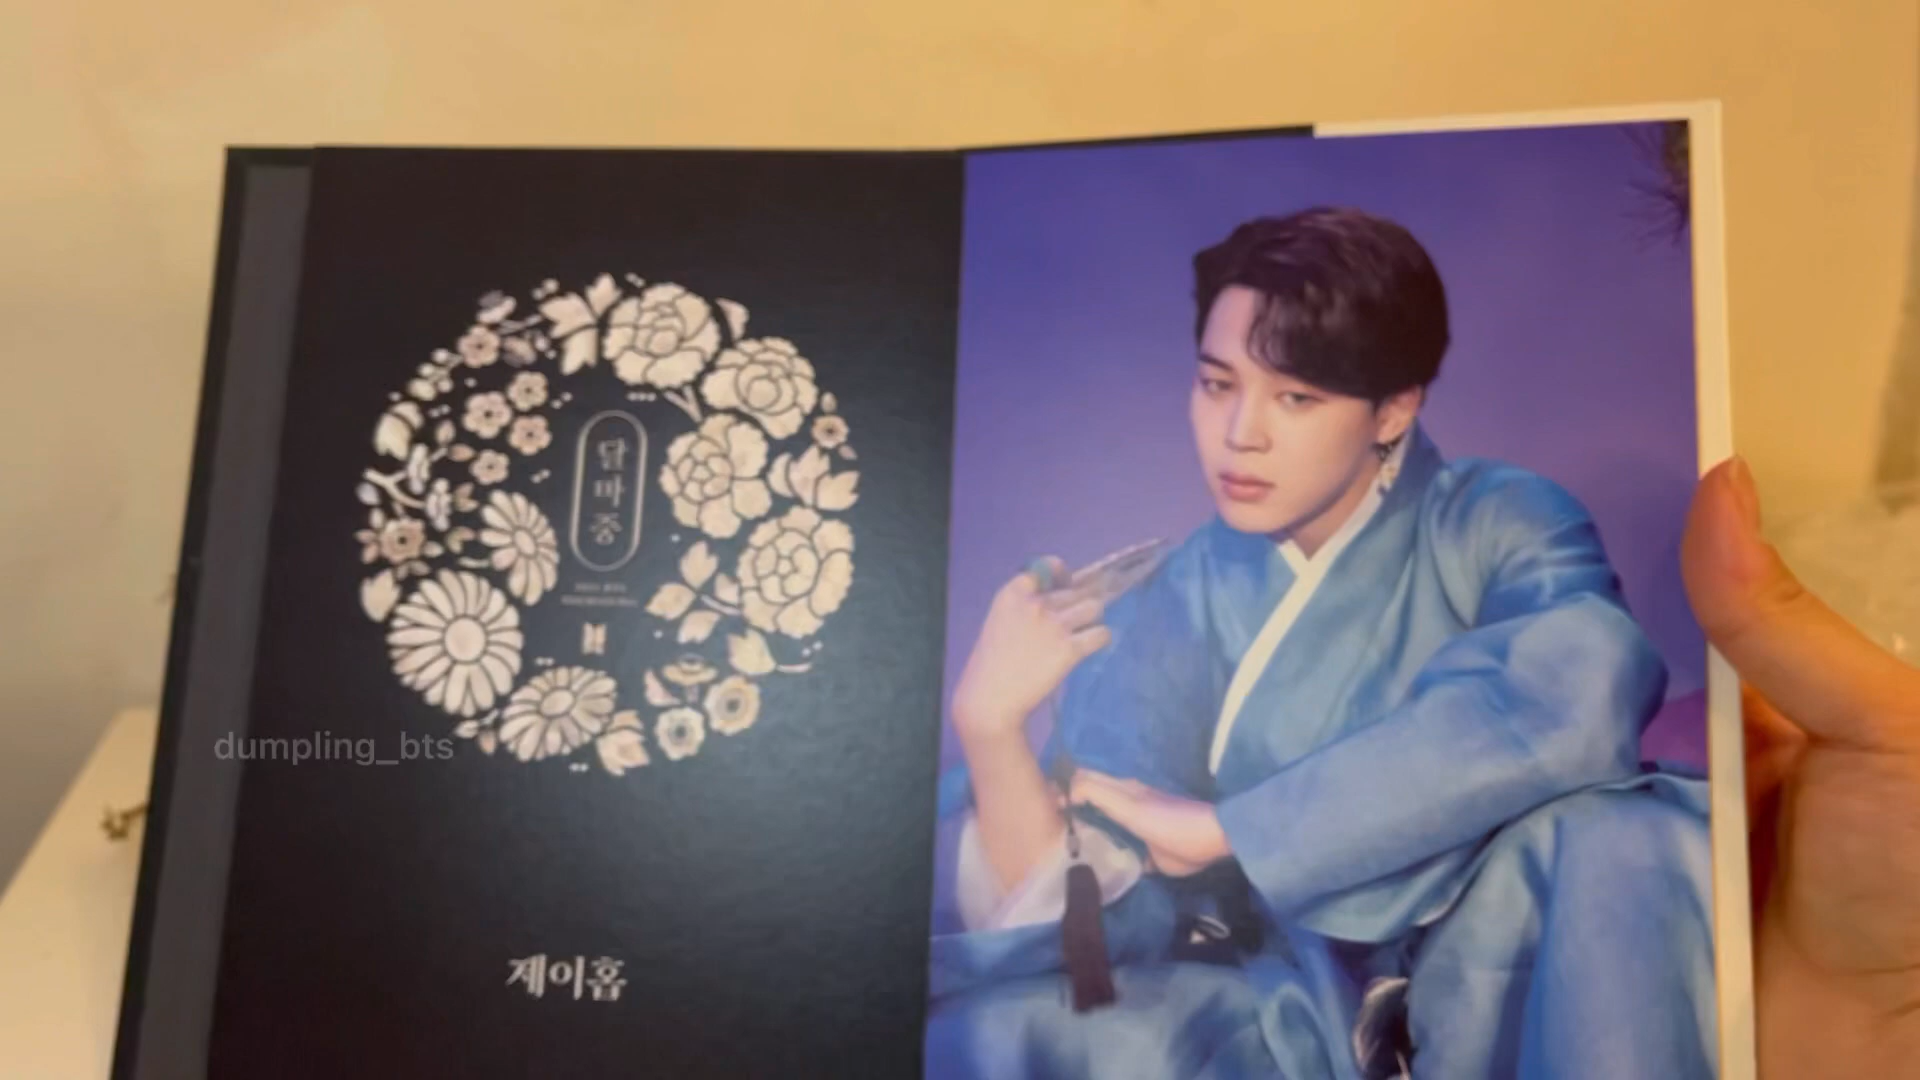 달
마
중
dumpling_bts
제이홉